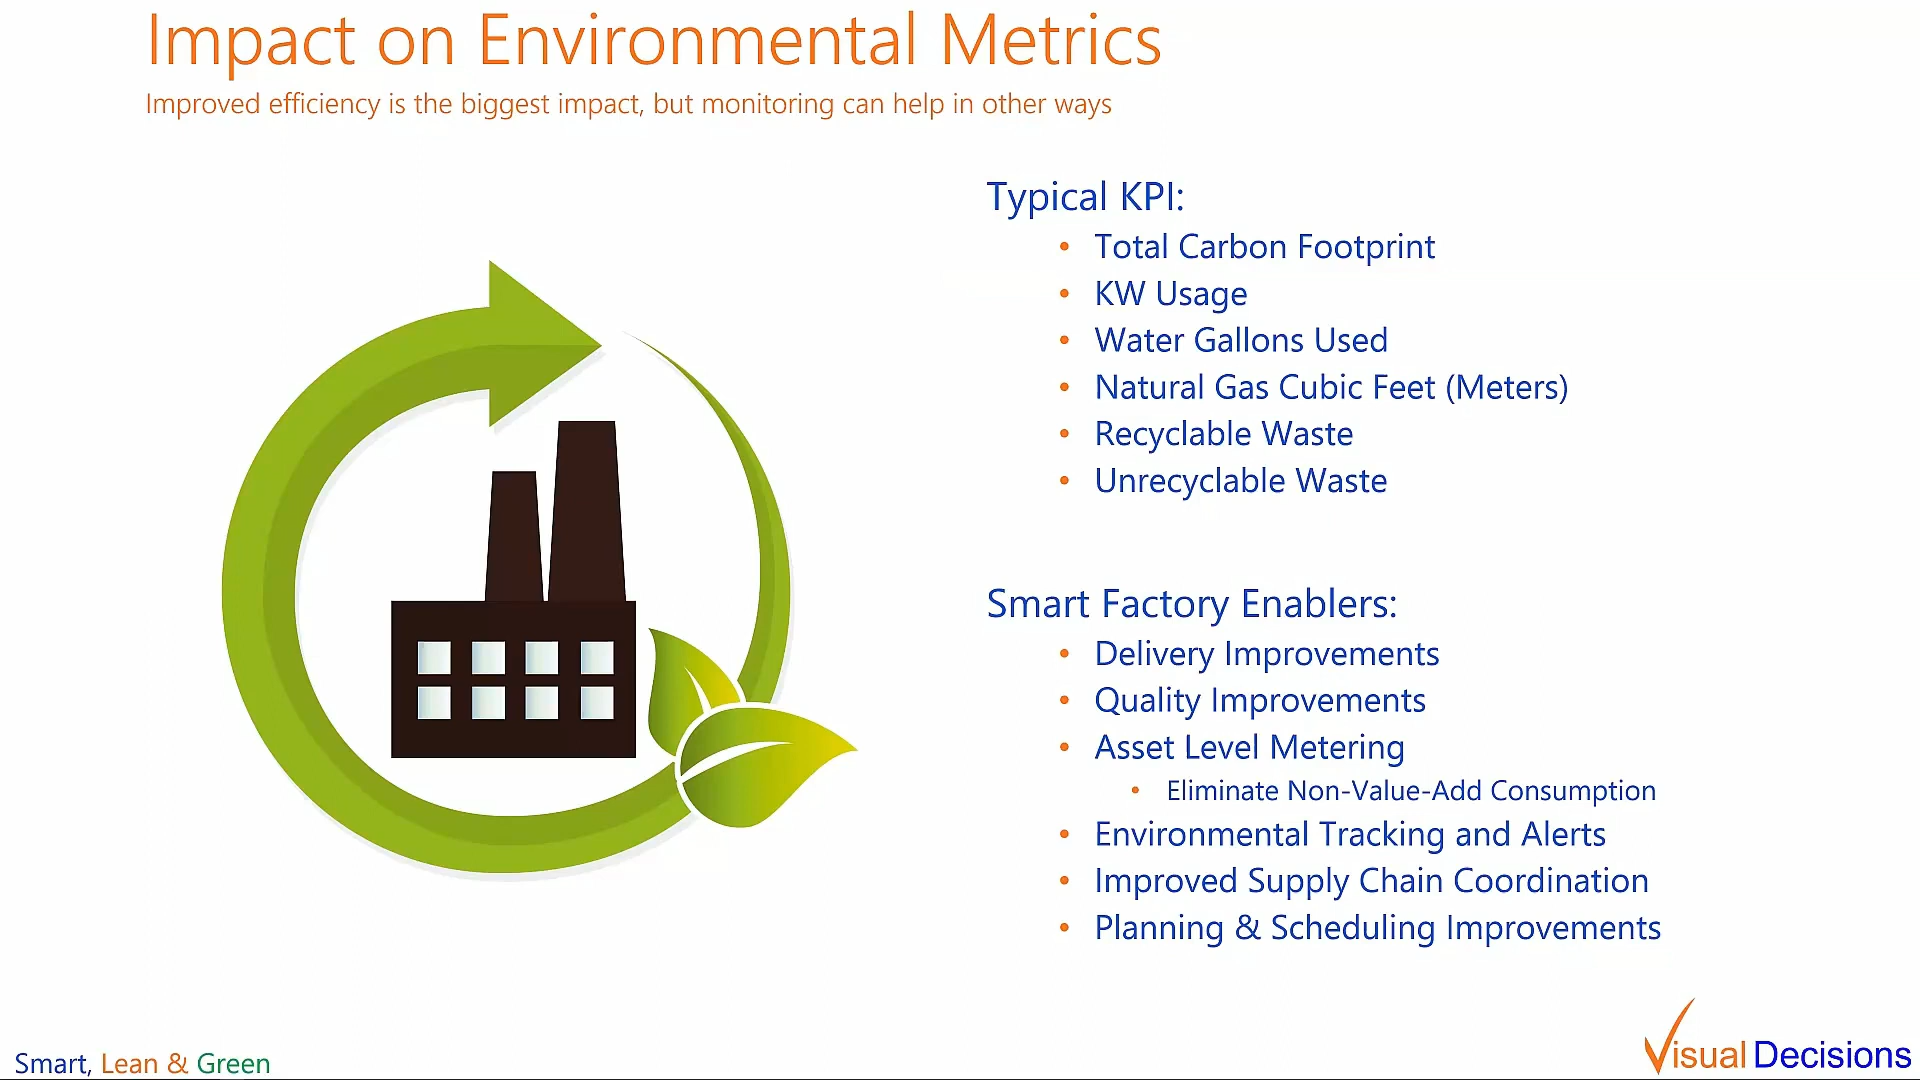 Impact on Environmental Metrics
Improved efficiency is the biggest impact, but monitoring can help in other ways
Typical KPI:
• Total Carbon Footprint
• KW Usage
• Water Gallons Used
• Natural Gas Cubic Feet (Meters)
• Recyclable Waste
• Unrecyclable Waste
Smart Factory Enablers:
• Delivery Improvements
• Quality Improvements
• Asset Level Metering
• Eliminate Non-Value-Add Consumption
• Environmental Tracking and Alerts
• Improved Supply Chain Coordination
• Planning & Scheduling Improvements
Smart, Lean & Green
Visual Decisions